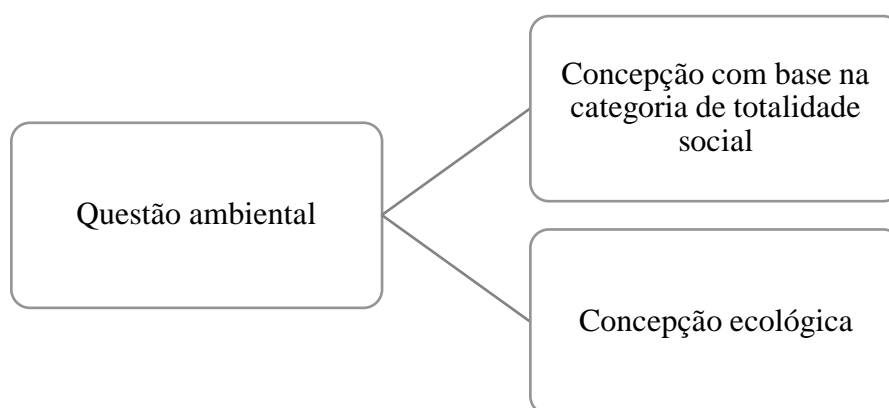 Questão ambiental
Concepção com base na
categoria de totalidade
social
Concepção ecológica